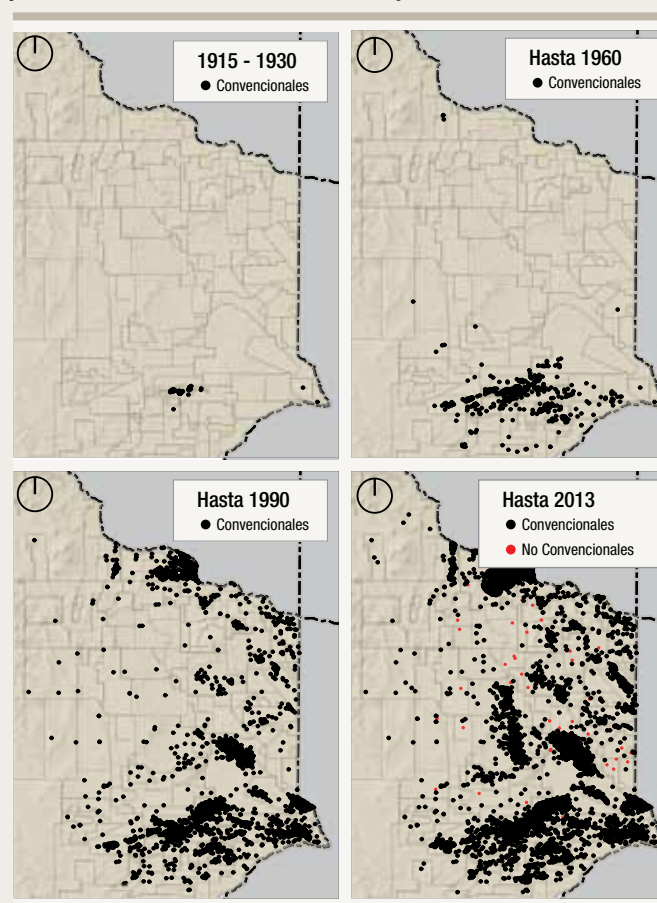 1915 - 1930
Convencionales
Hasta 1960
Convencionales
Hasta 1990
Convencionales
Hasta 2013
Convencionales
No Convencionales